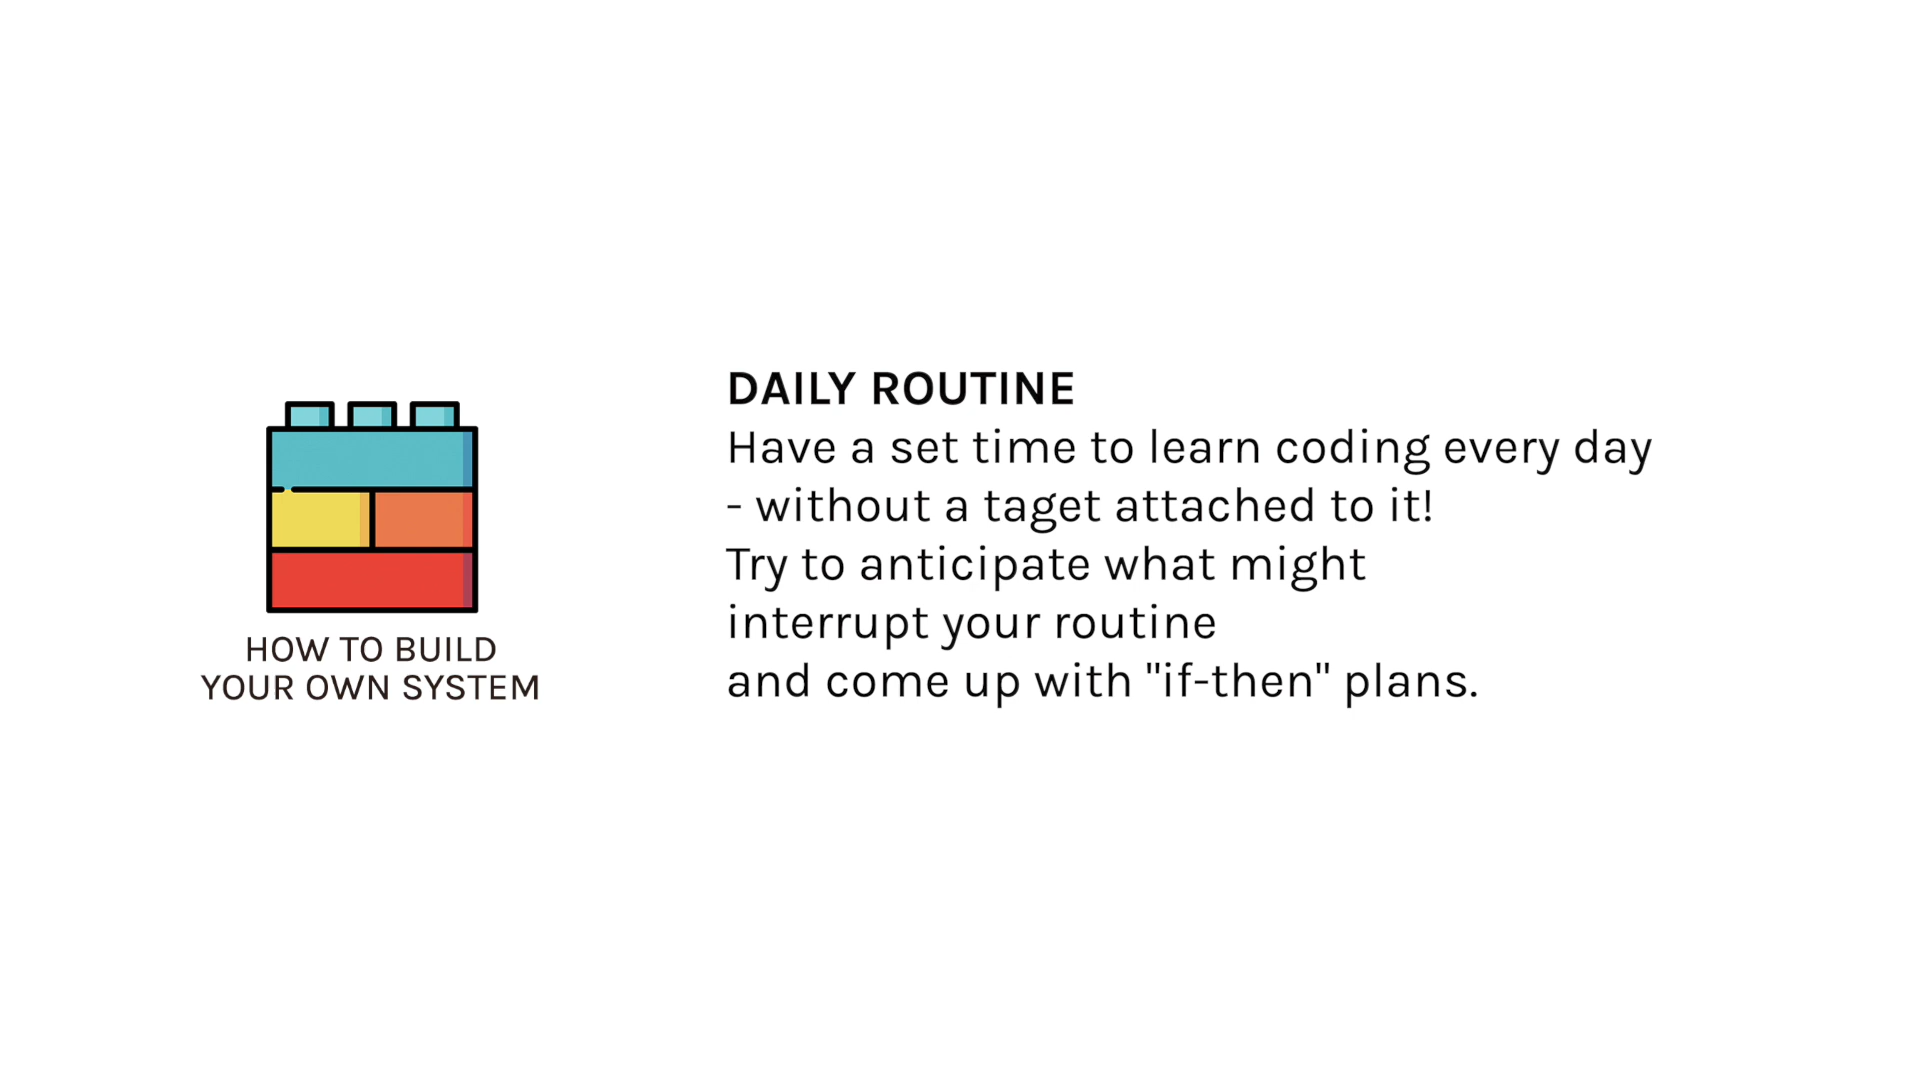 HOW TO BUILD
YOUR OWN SYSTEM
DAILY ROUTINE
Have a set time to learn coding every day
- without a taget attached to it!
Try to anticipate what might
interrupt your routine
and come up with "if-then" plans.